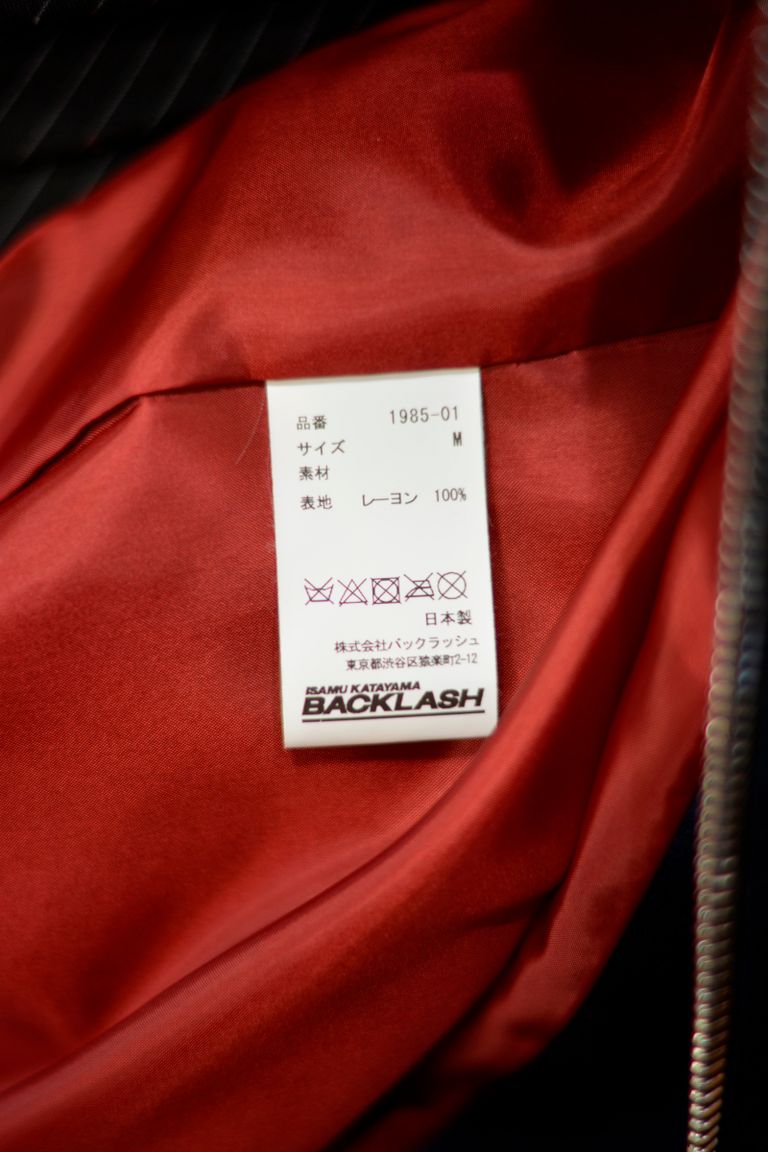 品番 1985-01
サイズ M
素材
表地 レーヨン 100%
日本製
株式会社バックラッシュ
東京都渋谷区猿楽町2-12
ISAMU KATAYAMA
BACKLASH